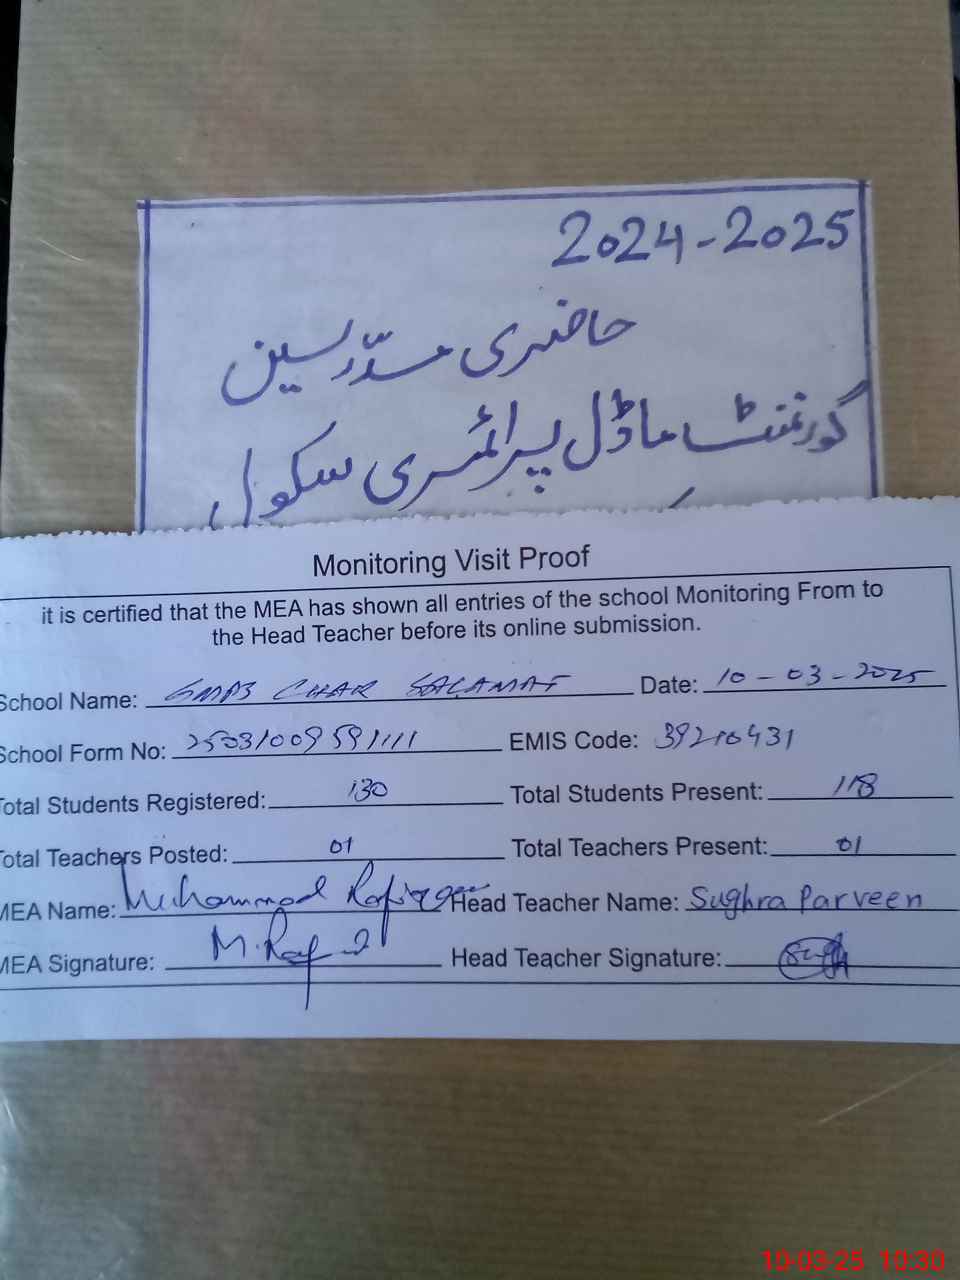 2024-2025
حاضری مدرسین
گورنمنٹ ماڈل پرائمری سکول
Monitoring Visit Proof
it is certified that the MEA has shown all entries of the school Monitoring From to
the Head Teacher before its online submission.
School Name: GMPS CHAR SALAMAT Date: 10-03-2025
School Form No: 25031009591111 EMIS Code: 39210431
Total Students Registered: 130 Total Students Present: 118
Total Teachers Posted: 01 Total Teachers Present: 01
MEA Name: Muhammad Head Teacher Name: Sughra Parveen
MEA Signature: Head Teacher Signature:
10-03-25 10:30